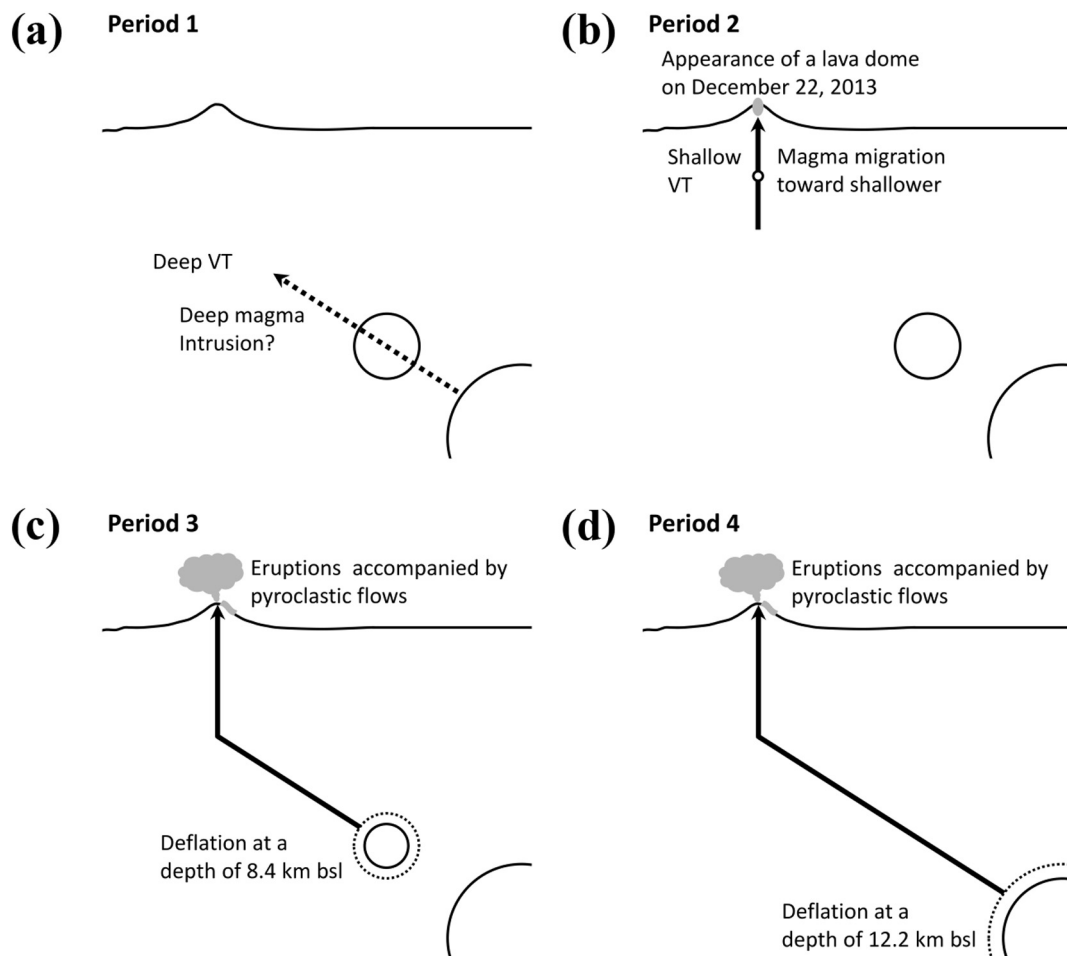 (a)
Period 1
Deep VT
Deep magma
Intrusion?
(b)
Period 2
Appearance of a lava dome
on December 22, 2013
Shallow
VT
Magma migration
toward shallower
(c)
Period 3
Eruptions accompanied by
pyroclastic flows
Deflation at a
depth of 8.4 km bsl
(d)
Period 4
Eruptions accompanied by
pyroclastic flows
Deflation at a
depth of 12.2 km bsl